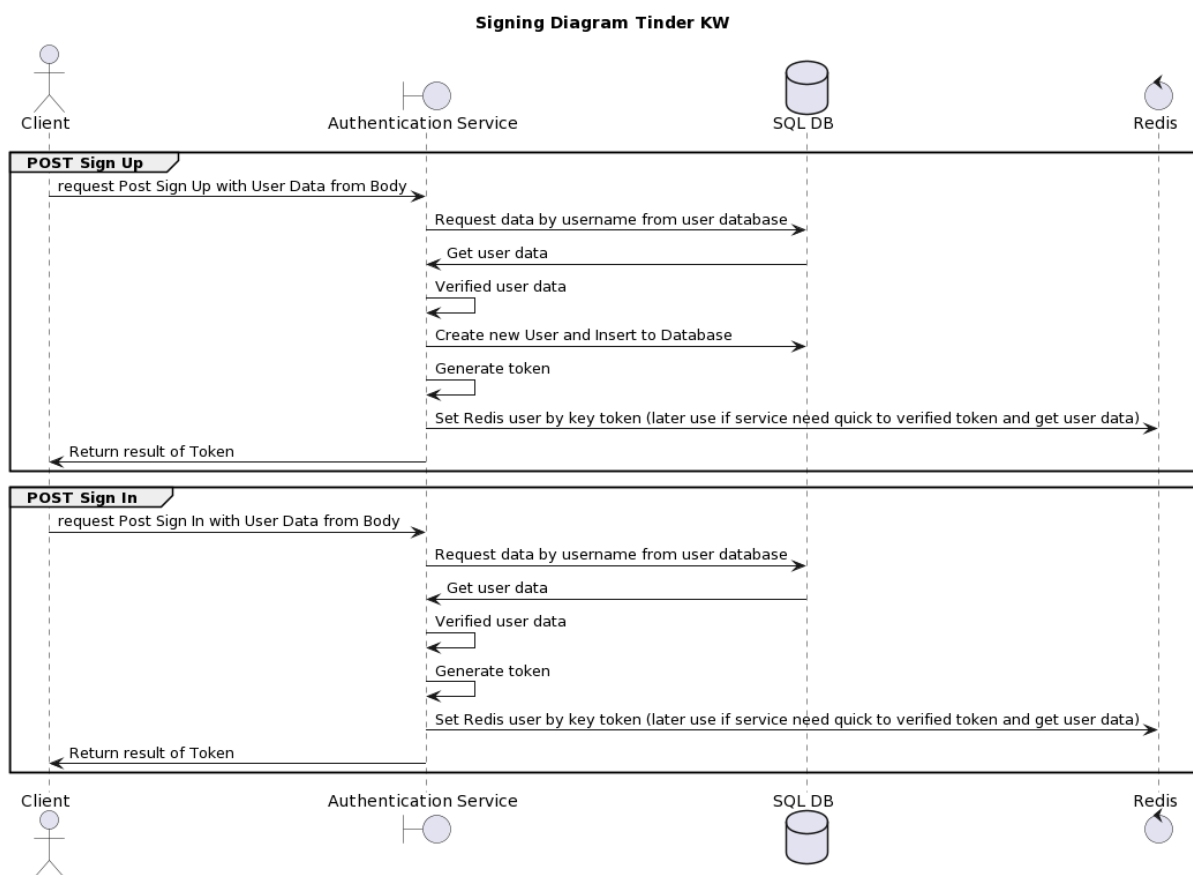 Signing Diagram Tinder KW
Client
Authentication Service
SQL DB
Redis
POST Sign Up
request Post Sign Up with User Data from Body
Request data by username from user database
Get user data
Verified user data
Create new User and Insert to Database
Generate token
Set Redis user by key token (later use if service need quick to verified token and get user data)
Return result of Token
POST Sign In
request Post Sign In with User Data from Body
Request data by username from user database
Get user data
Verified user data
Generate token
Set Redis user by key token (later use if service need quick to verified token and get user data)
Return result of Token
Client
Authentication Service
SQL DB
Redis